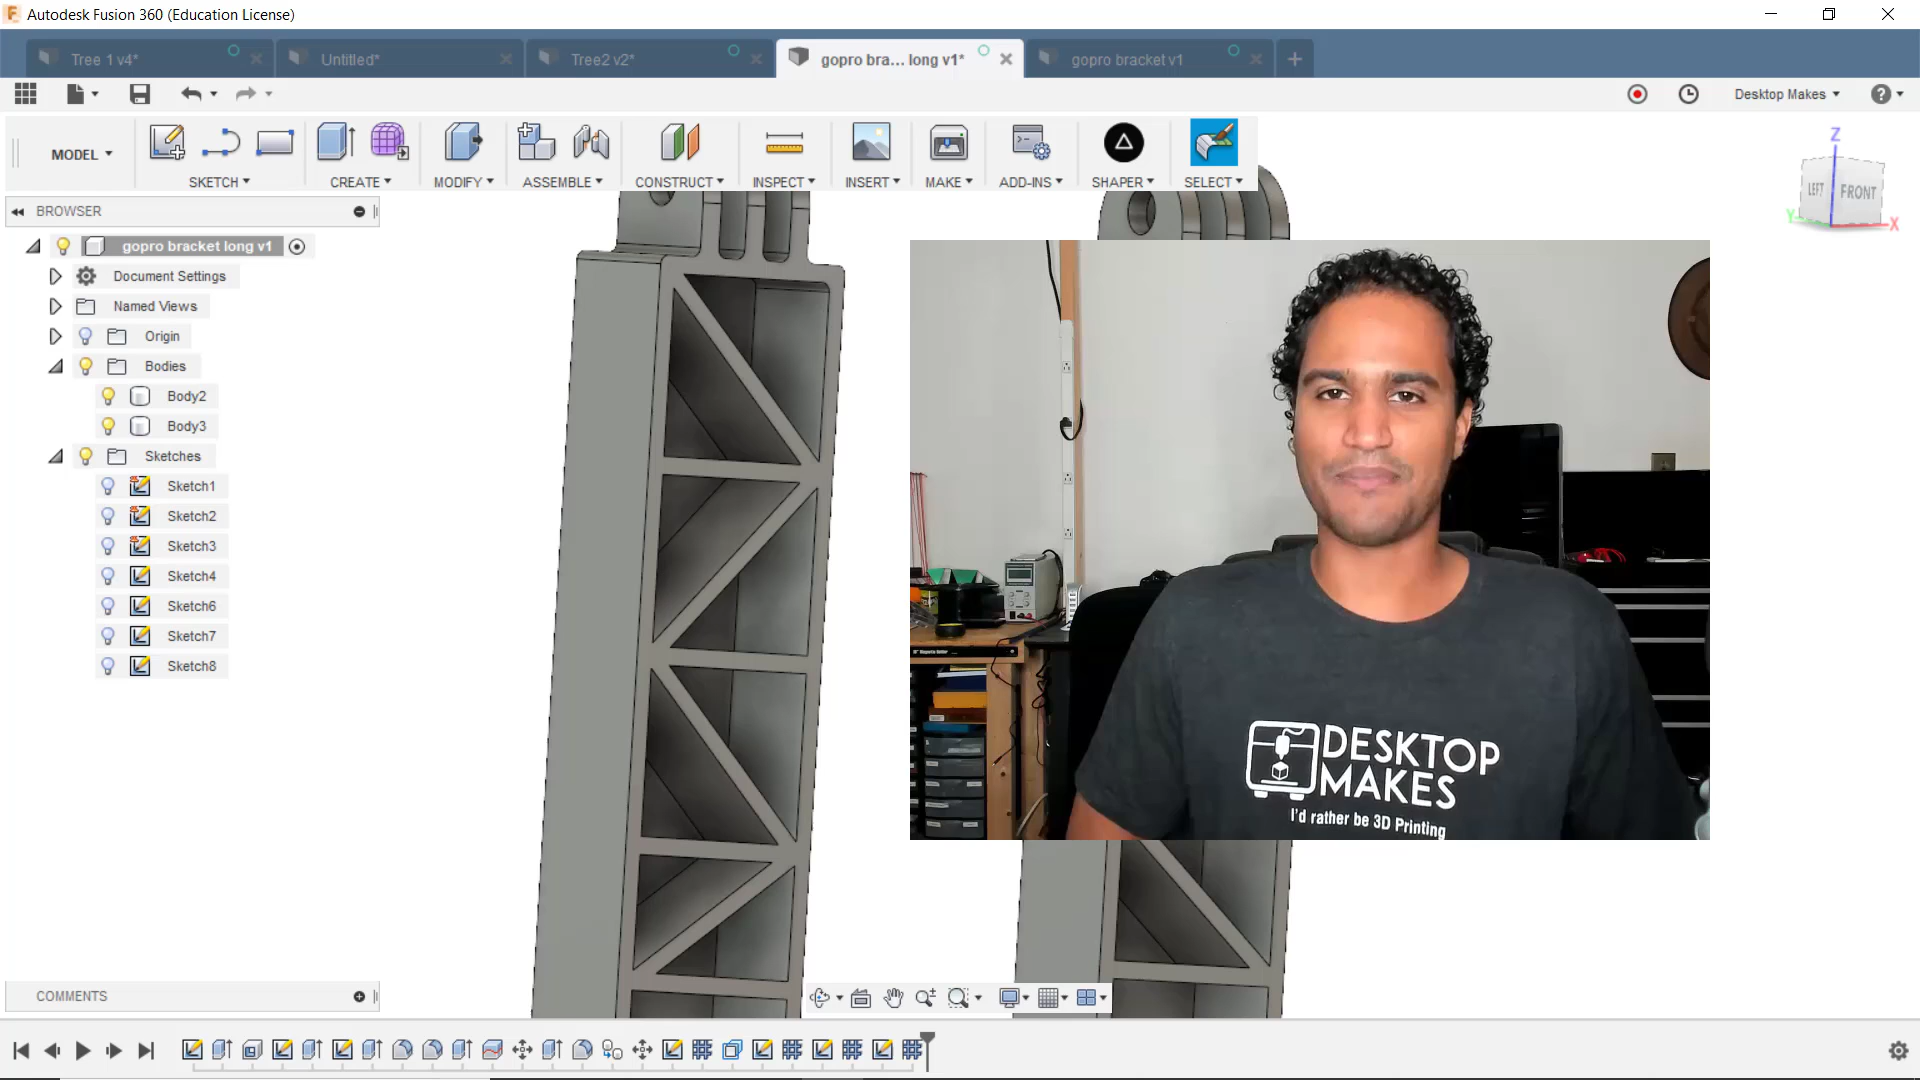 Autodesk Fusion 360 (Education License)
Tree 1 v4*
Untitled*
Tree2 v2*
gopro bra... long v1*
gopro bracket v1
Desktop Makes
MODEL
SKETCH
CREATE
MODIFY
ASSEMBLE
CONSTRUCT
INSPECT
INSERT
MAKE
ADD-INS
SHAPER
SELECT
Z
LEFT
FRONT
Y
X
BROWSER
gopro bracket long v1
Document Settings
Named Views
Origin
Bodies
Body2
Body3
Sketches
Sketch1
Sketch2
Sketch3
Sketch4
Sketch6
Sketch7
Sketch8
DESKTOP
MAKES
I'd rather be 3D Printing
COMMENTS